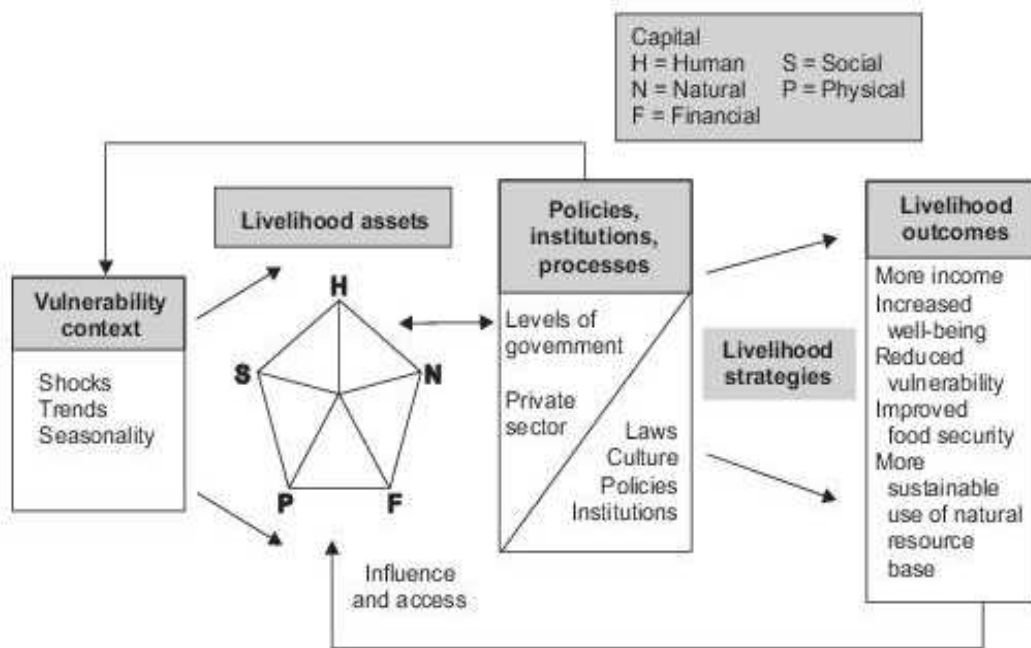 Capital
H = Human S = Social
N = Natural P = Physical
F = Financial
Livelihood assets
Policies,
institutions,
processes
Livelihood
outcomes
Vulnerability
context
Shocks
Trends
Seasonality
H
S
N
P
F
Levels of
government
Private
sector
Laws
Culture
Policies
Institutions
Livelihood
strategies
More income
Increased
well-being
Reduced
vulnerability
Improved
food security
More
sustainable
use of natural
resource
base
Influence
and access